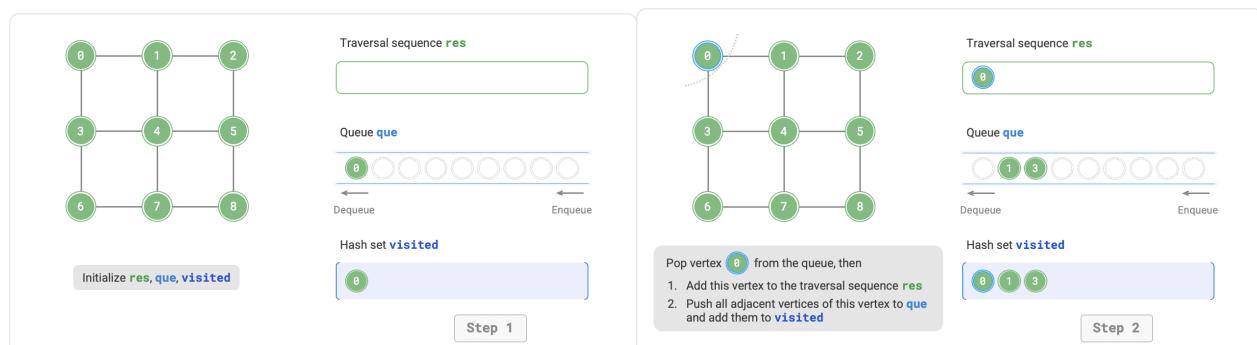 0 1 2
3 4 5
6 7 8
Initialize res, que, visited
Traversal sequence res
Queue que
0
Dequeue
Enqueue
Hash set visited
0
Step 1
0 1 2
3 4 5
6 7 8
Pop vertex 0 from the queue, then
1. Add this vertex to the traversal sequence res
2. Push all adjacent vertices of this vertex to que
and add them to visited
Traversal sequence res
0
Queue que
1 3
Dequeue
Enqueue
Hash set visited
0 1 3
Step 2